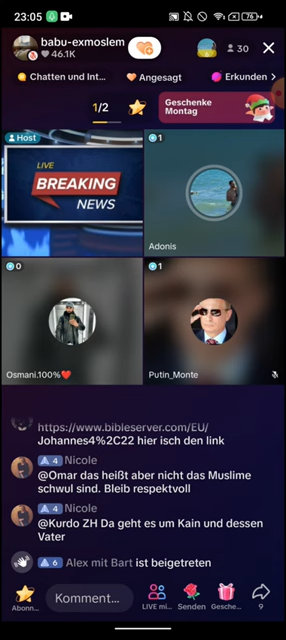 23:05
76
babu-exmoslem
46.1K
30
Chatten und Int...
Angesagt
Erkunden
1/2
Geschenke
Montag
Host
LIVE
BREAKING
NEWS
1
Adonis
0
1
Osmani.100%❤️
Putin_Monte
https://www.bibleserver.com/EU/
Johannes4%2C22 hier isch den link
4 Nicole
@Omar das heißt aber nicht das Muslime
schwul sind. Bleib respektvoll
4 Nicole
@Kurdo ZH Da geht es um Kain und dessen
Vater
6 Alex mit Bart ist beigetreten
Komment...
Abonn...
LIVE mi...
Senden
Gesche...
9